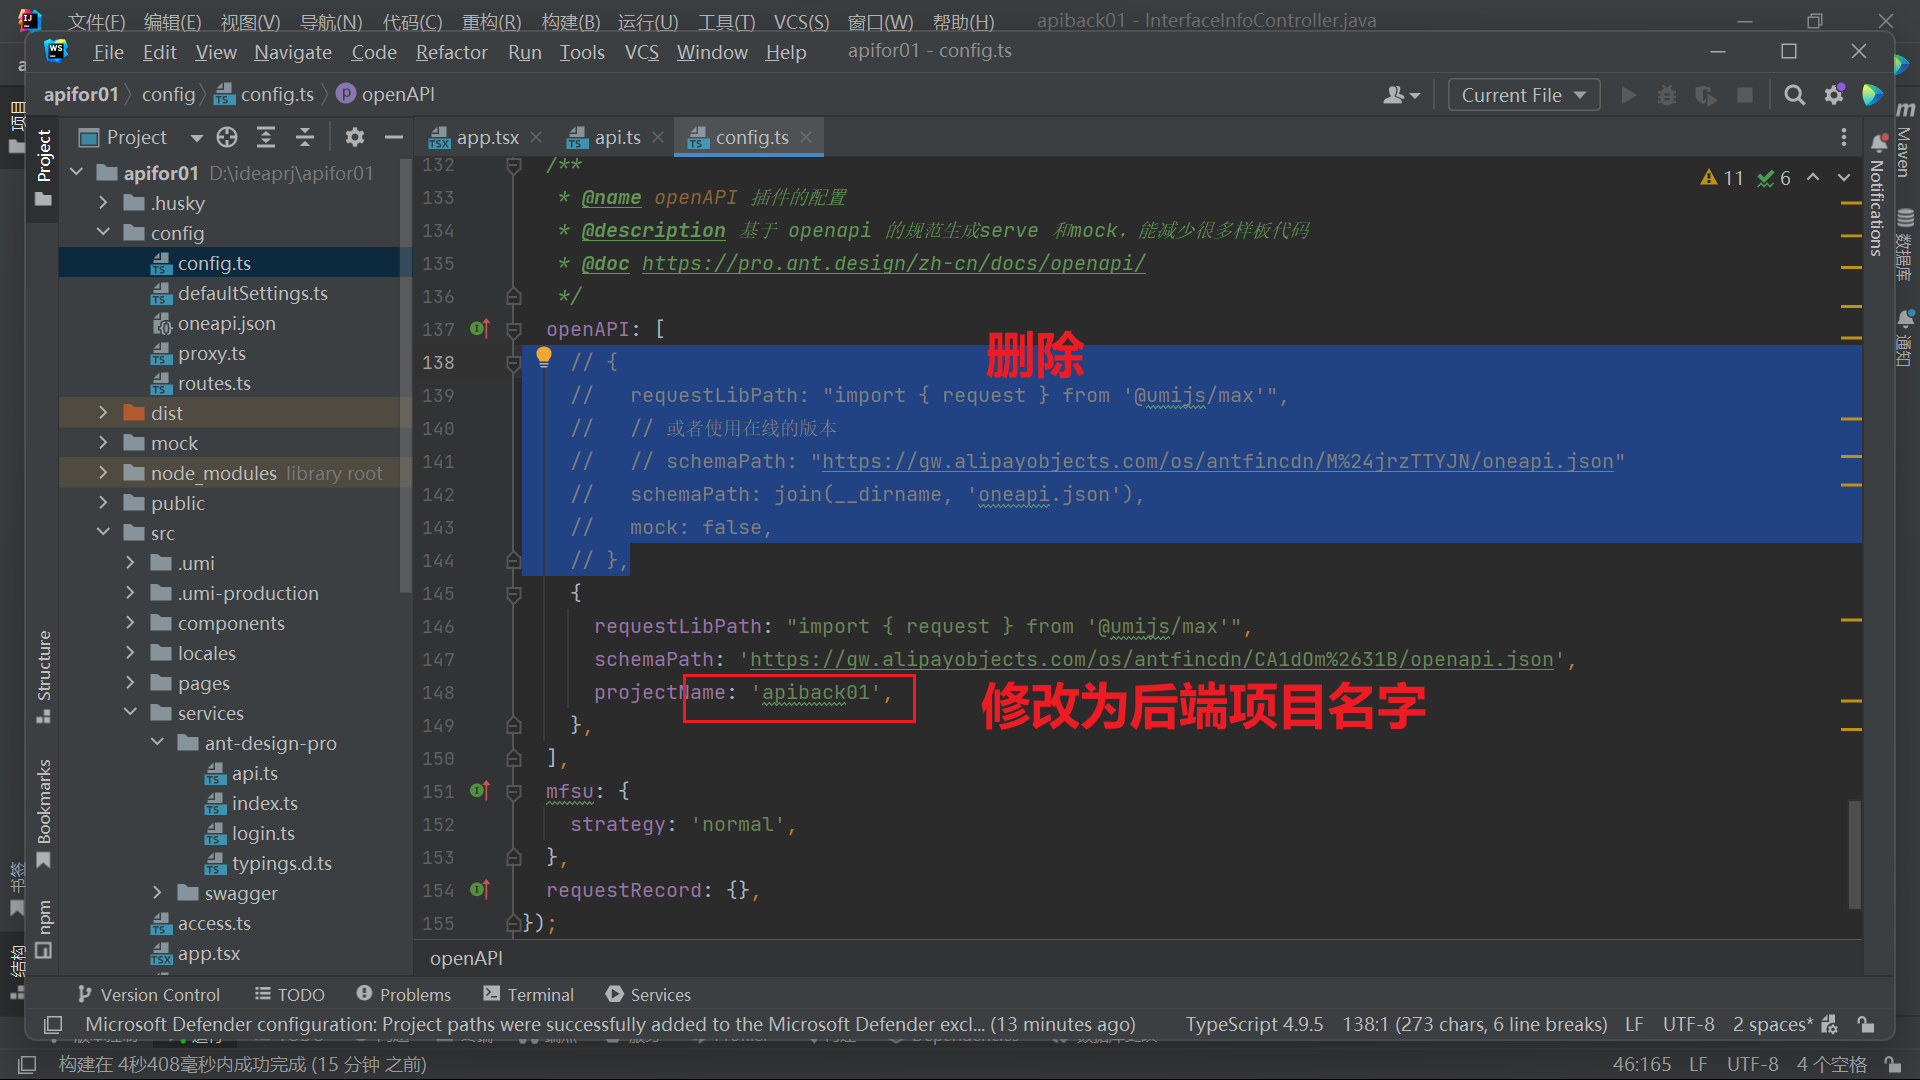 文件(F) 编辑(E) 视图(V) 导航(N) 代码(C) 重构(R) 构建(B) 运行(U) 工具(T) VCS(S) 窗口(W) 帮助(H) apiback01 - InterfaceInfoController.java
File Edit View Navigate Code Refactor Run Tools VCS Window Help apifor01 - config.ts
apifor01 config config.ts openAPI Current File
Project app.tsx api.ts config.ts
项目
Project
Structure
Bookmarks
npm
书签
结构
Notifications
Maven
数据库
通知
apifor01 D:\ideaprj\apifor01
.husky
config
config.ts
defaultSettings.ts
oneapi.json
proxy.ts
routes.ts
dist
mock
node_modules library root
public
src
.umi
.umi-production
components
locales
pages
services
ant-design-pro
api.ts
index.ts
login.ts
typings.d.ts
swagger
access.ts
app.tsx
11 6
132 /**
133 * @name openAPI 插件的配置
134 * @description 基于 openapi 的规范生成serve 和mock，能减少很多样板代码
135 * @doc https://pro.ant.design/zh-cn/docs/openapi/
136 */
137 openAPI: [
删除
138 // {
139 // requestLibPath: "import { request } from '@umijs/max'",
140 // // 或者使用在线的版本
141 // // schemaPath: "https://gw.alipayobjects.com/os/antfincdn/M%24jrzTTYJN/oneapi.json"
142 // schemaPath: join(__dirname, 'oneapi.json'),
143 // mock: false,
144 // },
145 {
146 requestLibPath: "import { request } from '@umijs/max'",
147 schemaPath: 'https://gw.alipayobjects.com/os/antfincdn/CA1dOm%2631B/openapi.json',
148 projectName: 'apiback01',
修改为后端项目名字
149 },
150 ],
151 mfsu: {
152 strategy: 'normal',
153 },
154 requestRecord: {},
155 });
openAPI
Version Control TODO Problems Terminal Services
Microsoft Defender configuration: Project paths were successfully added to the Microsoft Defender excl... (13 minutes ago) TypeScript 4.9.5 138:1 (273 chars, 6 line breaks) LF UTF-8 2 spaces*
构建在 4秒408毫秒内成功完成 (15 分钟 之前) 46:165 LF UTF-8 4 个空格